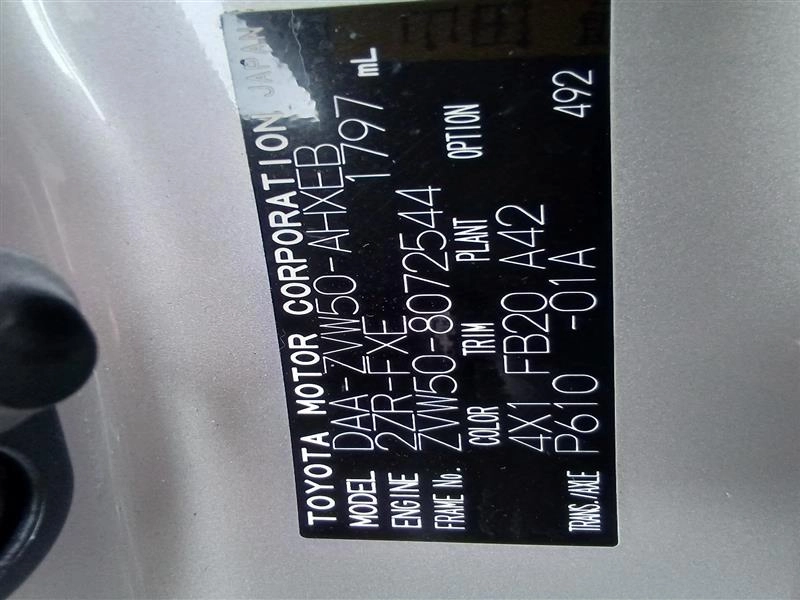 TOYOTA MOTOR CORPORATION JAPAN
MODEL DAA-ZVW50-AHXEB
ENGINE 2ZR-FXE 1797 mL
FRAME No. ZVW50-8072544
COLOR TRIM PLANT OPTION
4X1 FB20 A42
TRANS./AXLE P610 -01A 492